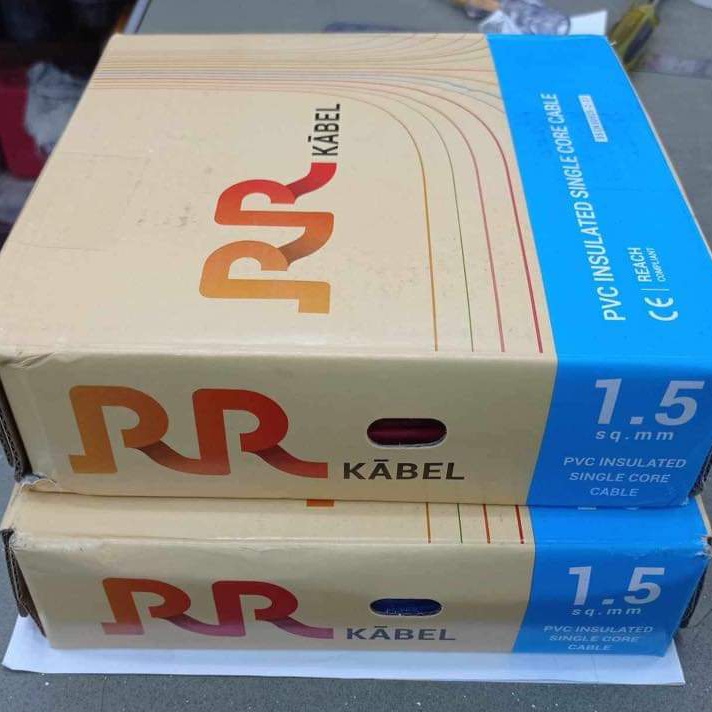 RR
KĀBEL
PVC INSULATED SINGLE CORE CABLE
CE
REACH
COMPLIANT
RR
KĀBEL
1.5
sq.mm
PVC INSULATED
SINGLE CORE
CABLE
RR
KĀBEL
1.5
sq.mm
PVC INSULATED
SINGLE CORE
CABLE